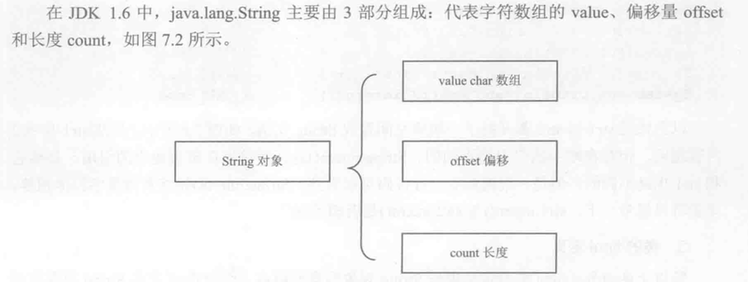 在 JDK 1.6 中，java.lang.String 主要由 3 部分组成：代表字符数组的 value、偏移量 offset
和长度 count，如图 7.2 所示。
value char 数组
String 对象
offset 偏移
count 长度